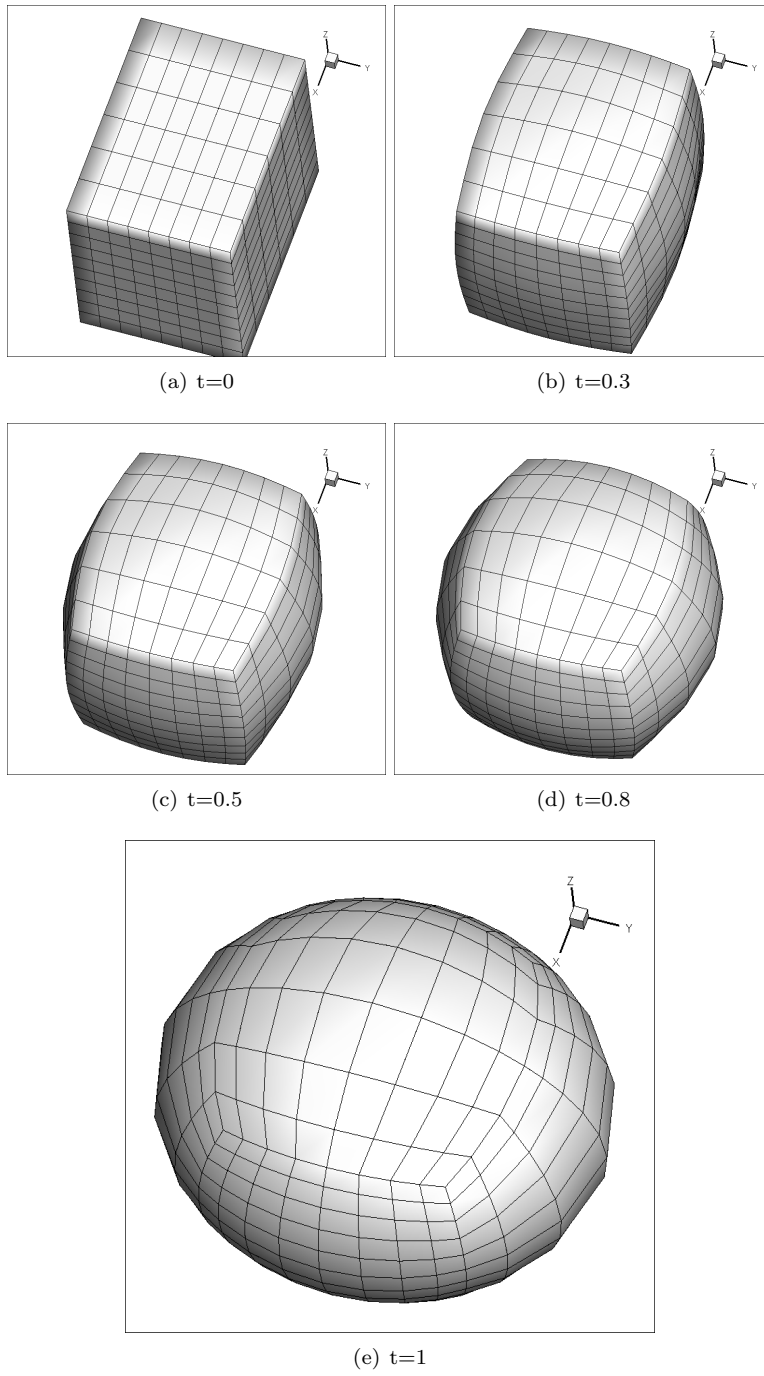 Z
Y
X
Z
Y
X
(a) t=0
(b) t=0.3
Z
Y
X
Z
Y
X
(c) t=0.5
(d) t=0.8
Z
Y
X
(e) t=1